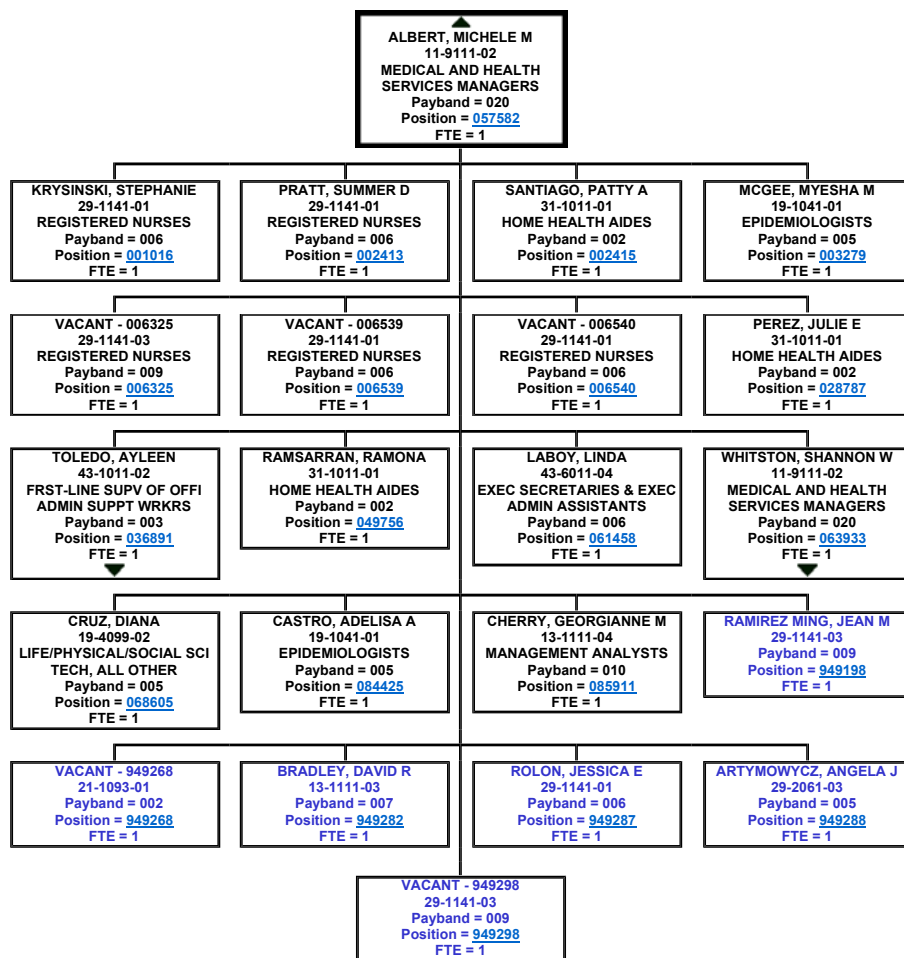 ALBERT, MICHELE M
11-9111-02
MEDICAL AND HEALTH
SERVICES MANAGERS
Payband = 020
Position = 057582
FTE = 1
KRYSINSKI, STEPHANIE
29-1141-01
REGISTERED NURSES
Payband = 006
Position = 001016
FTE = 1
PRATT, SUMMER D
29-1141-01
REGISTERED NURSES
Payband = 006
Position = 002413
FTE = 1
SANTIAGO, PATTY A
31-1011-01
HOME HEALTH AIDES
Payband = 002
Position = 002415
FTE = 1
MCGEE, MYESHA M
19-1041-01
EPIDEMIOLOGISTS
Payband = 005
Position = 003279
FTE = 1
VACANT - 006325
29-1141-03
REGISTERED NURSES
Payband = 009
Position = 006325
FTE = 1
VACANT - 006539
29-1141-01
REGISTERED NURSES
Payband = 006
Position = 006539
FTE = 1
VACANT - 006540
29-1141-01
REGISTERED NURSES
Payband = 006
Position = 006540
FTE = 1
PEREZ, JULIE E
31-1011-01
HOME HEALTH AIDES
Payband = 002
Position = 028787
FTE = 1
TOLEDO, AYLEEN
43-1011-02
FRST-LINE SUPV OF OFFI
ADMIN SUPPT WRKRS
Payband = 003
Position = 036891
FTE = 1
RAMSARRAN, RAMONA
31-1011-01
HOME HEALTH AIDES
Payband = 002
Position = 049756
FTE = 1
LABOY, LINDA
43-6011-04
EXEC SECRETARIES & EXEC
ADMIN ASSISTANTS
Payband = 006
Position = 061458
FTE = 1
WHITSTON, SHANNON W
11-9111-02
MEDICAL AND HEALTH
SERVICES MANAGERS
Payband = 020
Position = 063933
FTE = 1
CRUZ, DIANA
19-4099-02
LIFE/PHYSICAL/SOCIAL SCI
TECH, ALL OTHER
Payband = 005
Position = 068605
FTE = 1
CASTRO, ADELISA A
19-1041-01
EPIDEMIOLOGISTS
Payband = 005
Position = 084425
FTE = 1
CHERRY, GEORGIANNE M
13-1111-04
MANAGEMENT ANALYSTS
Payband = 010
Position = 085911
FTE = 1
RAMIREZ MING, JEAN M
29-1141-03
Payband = 009
Position = 949198
FTE = 1
VACANT - 949268
21-1093-01
Payband = 002
Position = 949268
FTE = 1
BRADLEY, DAVID R
13-1111-03
Payband = 007
Position = 949282
FTE = 1
ROLON, JESSICA E
29-1141-01
Payband = 006
Position = 949287
FTE = 1
ARTYMOWYCZ, ANGELA J
29-2061-03
Payband = 005
Position = 949288
FTE = 1
VACANT - 949298
29-1141-03
Payband = 009
Position = 949298
FTE = 1